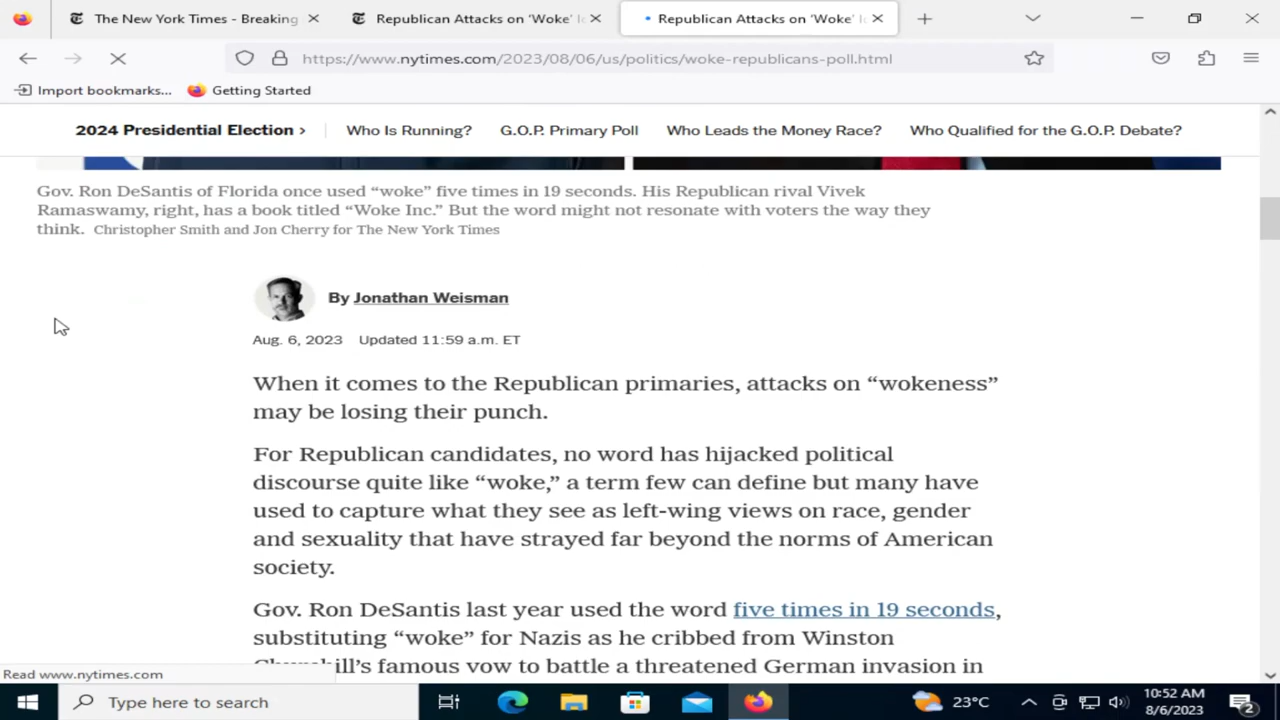 The New York Times - Breaking
Republican Attacks on ‘Woke’
Republican Attacks on ‘Woke’
https://www.nytimes.com/2023/08/06/us/politics/woke-republicans-poll.html
Import bookmarks...
Getting Started
2024 Presidential Election ›
Who Is Running?
G.O.P. Primary Poll
Who Leads the Money Race?
Who Qualified for the G.O.P. Debate?
Gov. Ron DeSantis of Florida once used “woke” five times in 19 seconds. His Republican rival Vivek
Ramaswamy, right, has a book titled “Woke Inc.” But the word might not resonate with voters the way they
think. Christopher Smith and Jon Cherry for The New York Times
By Jonathan Weisman
Aug. 6, 2023 Updated 11:59 a.m. ET
When it comes to the Republican primaries, attacks on “wokeness”
may be losing their punch.
For Republican candidates, no word has hijacked political
discourse quite like “woke,” a term few can define but many have
used to capture what they see as left-wing views on race, gender
and sexuality that have strayed far beyond the norms of American
society.
Gov. Ron DeSantis last year used the word five times in 19 seconds,
substituting “woke” for Nazis as he cribbed from Winston
Churchill’s famous vow to battle a threatened German invasion in
Read www.nytimes.com
Type here to search
23°C
10:52 AM
8/6/2023
2